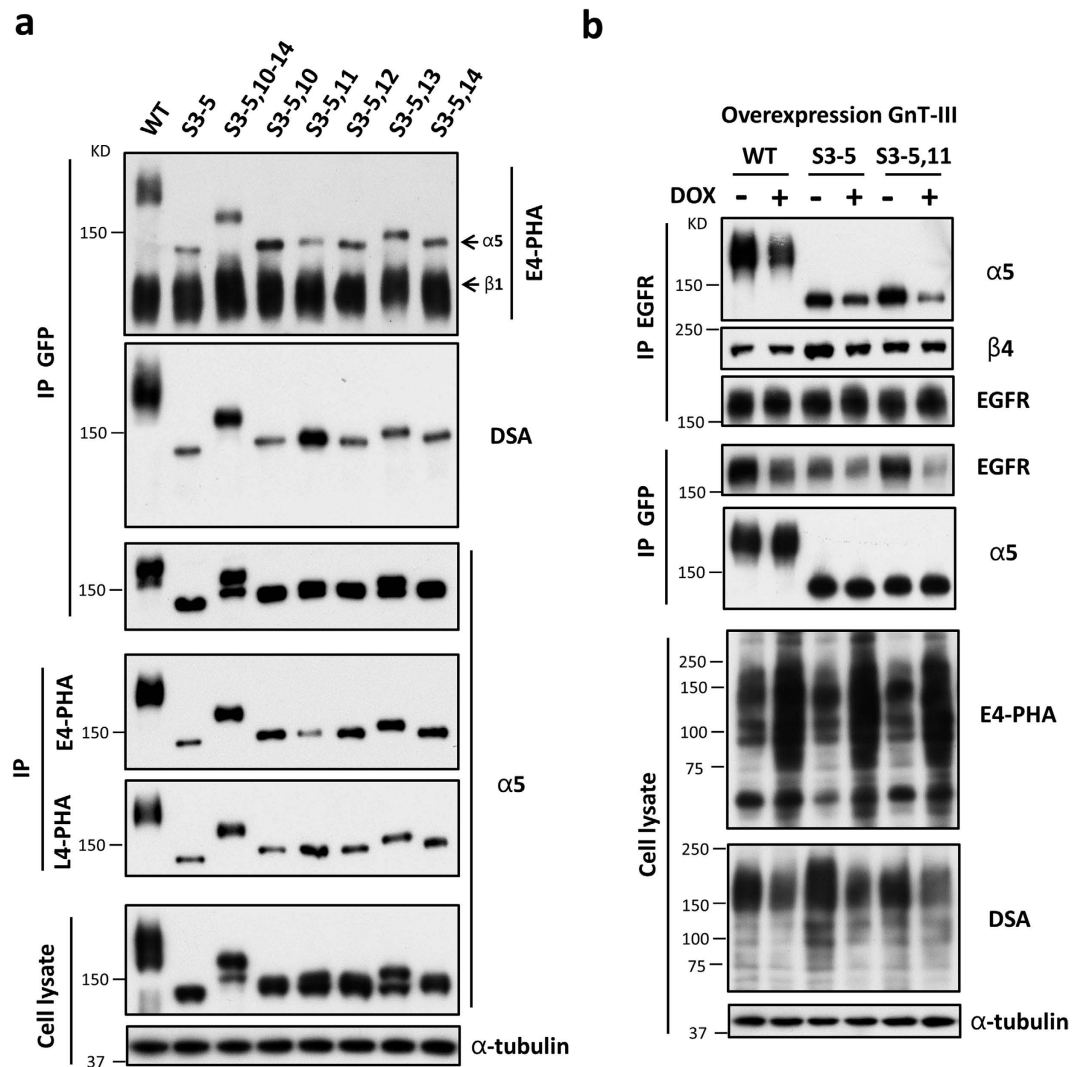 a
WT
S3-5
S3-5,10-14
S3-5,10
S3-5,11
S3-5,12
S3-5,13
S3-5,14
KD
IP GFP
150
α5
β1
E4-PHA
150
DSA
150
IP
E4-PHA
150
α5
L4-PHA
150
Cell lysate
150
37
α-tubulin
b
Overexpression GnT-III
WT S3-5 S3-5,11
DOX - + - + - +
KD
IP EGFR
150
α5
250
β4
EGFR
150
IP GFP
EGFR
150
α5
150
Cell lysate
250
150
100
75
E4-PHA
250
150
100
75
DSA
37
α-tubulin